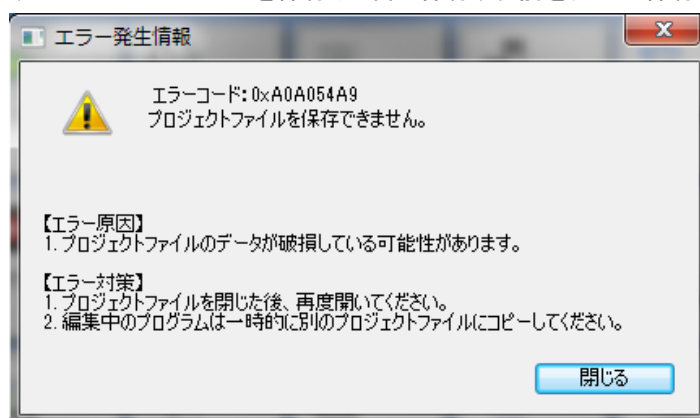 エラー発生情報
エラーコード:0xA0A054A9
プロジェクトファイルを保存できません。
【エラー原因】
1. プロジェクトファイルのデータが破損している可能性があります。
【エラー対策】
1. プロジェクトファイルを閉じた後、再度開いてください。
2. 編集中のプログラムは一時的に別のプロジェクトファイルにコピーしてください。
閉じる